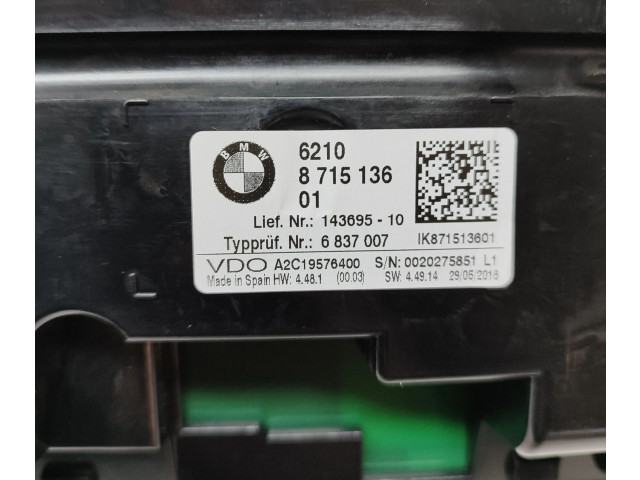 BMW
6210
8 715 136
01
Lief. Nr.: 143695 - 10
Typprüf. Nr.: 6 837 007
IK871513601
VDO A2C19576400 S/N: 0020275851 L1
Made in Spain HW: 4.48.1 (00.03) SW: 4.49.14 29/05/2018